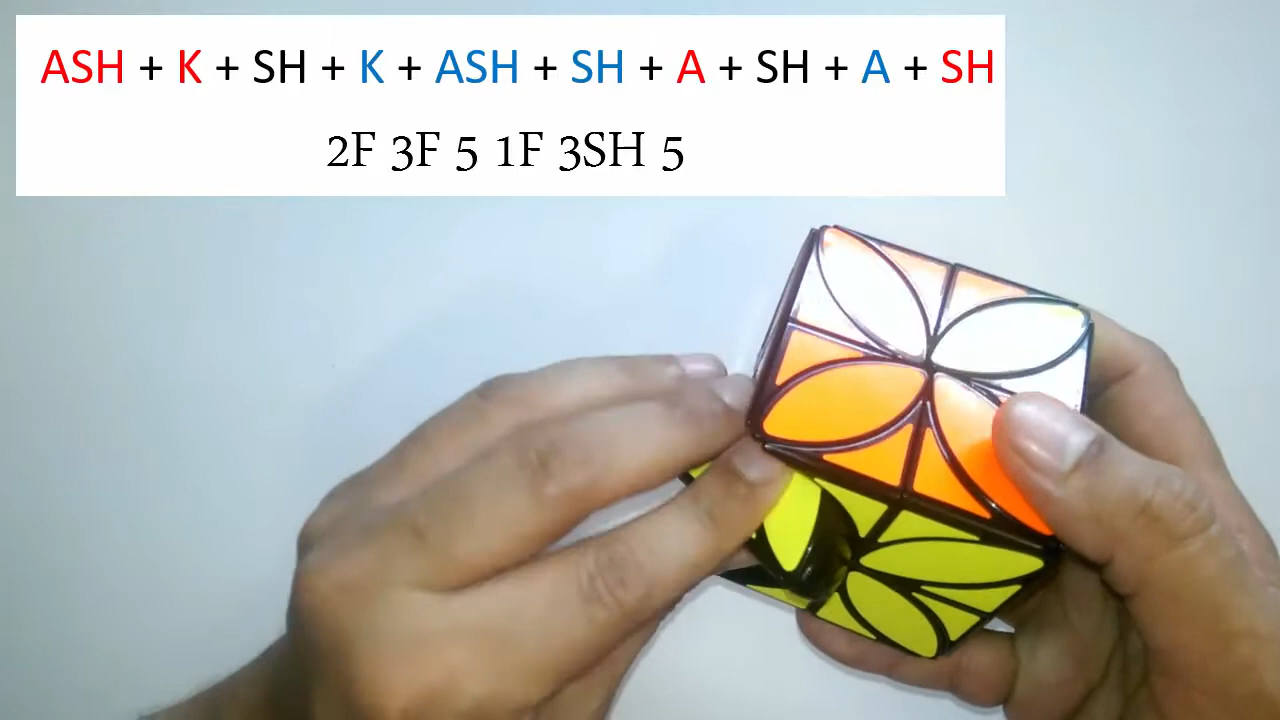 ASH + K + SH + K + ASH + SH + A + SH + A + SH
2F 3F 5 1F 3SH 5